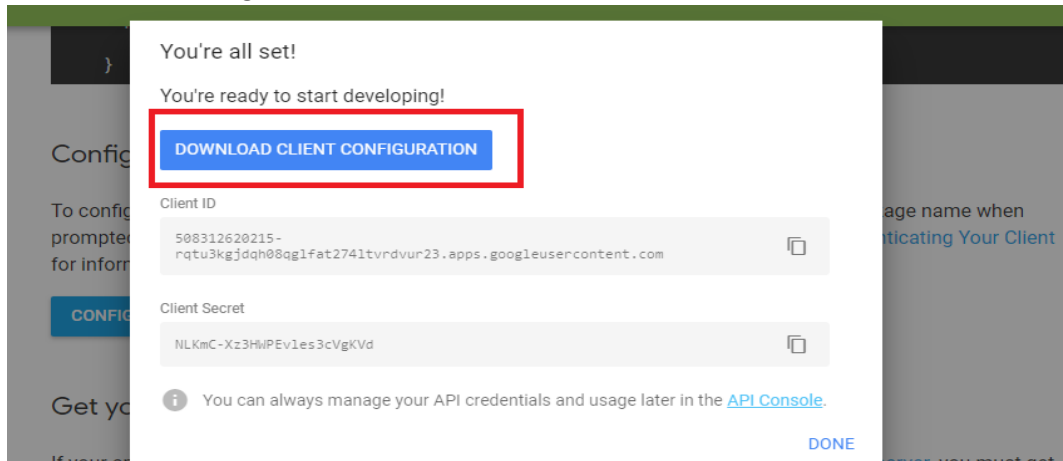 You're all set!
}
You're ready to start developing!
DOWNLOAD CLIENT CONFIGURATION
Config
Client ID
To config
age name when
508312620215-
prompted
nticating Your Client
rqtu3kgjdqh08qglfat274ltvrdvur23.apps.googleusercontent.com
for inforr
Client Secret
CONFIG
NLKmC-Xz3HWPEvles3cVgKVd
Get yo
You can always manage your API credentials and usage later in the API Console.
DONE